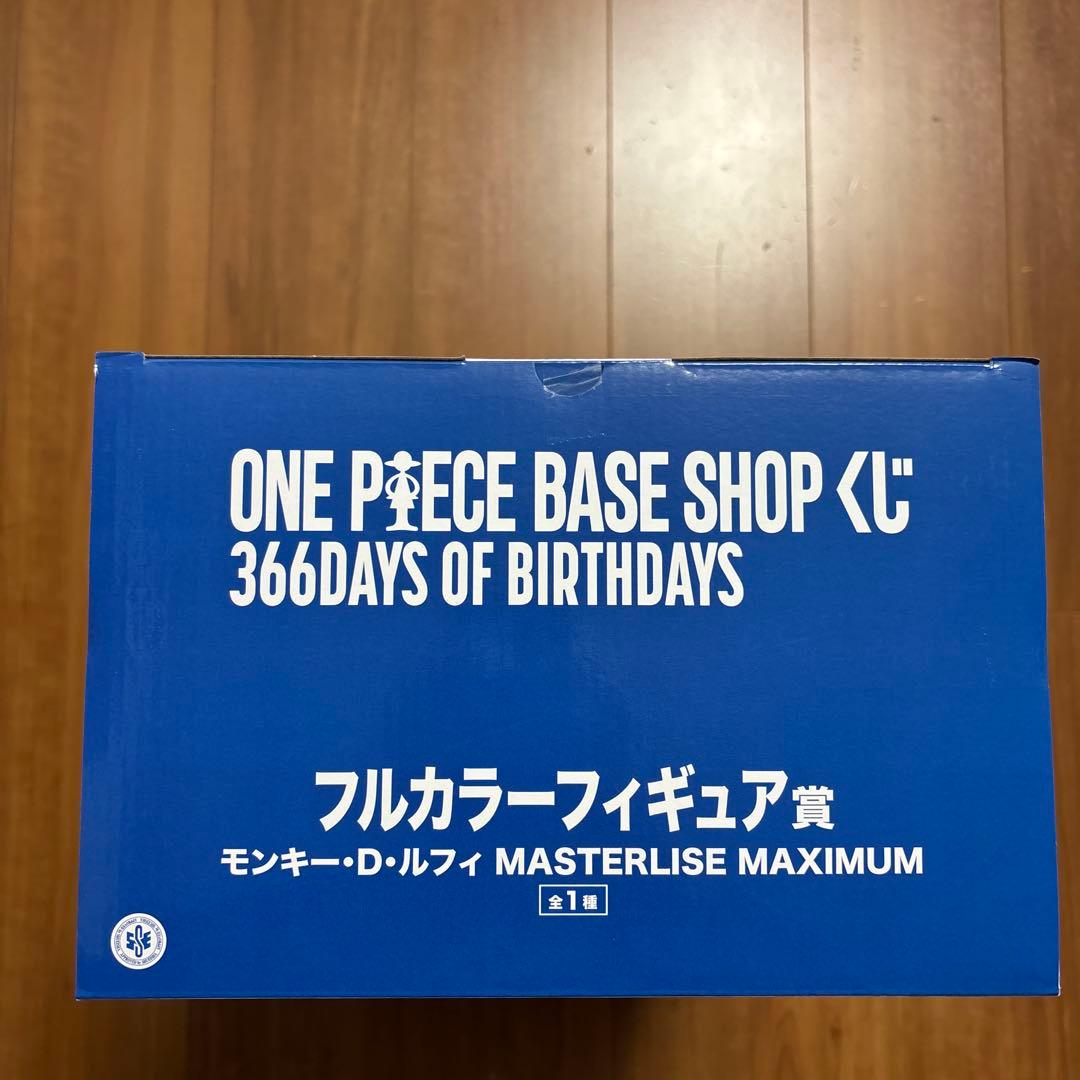 ONE PIECE BASE SHOP くじ
366DAYS OF BIRTHDAYS
フルカラーフィギュア賞
モンキー・D・ルフィ MASTERLISE MAXIMUM
全1種